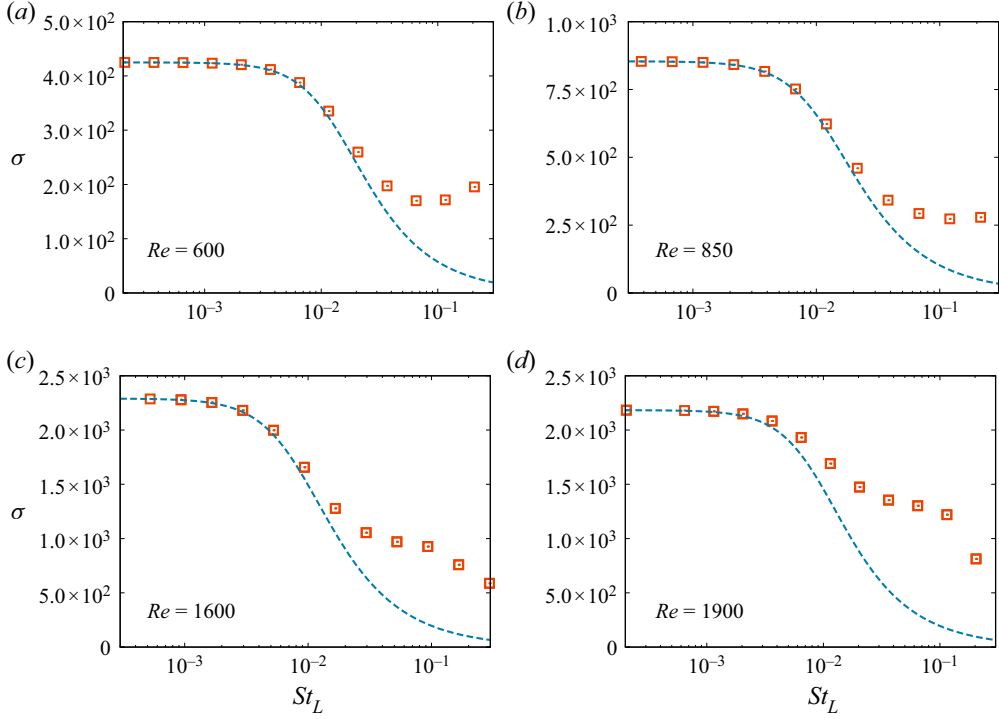 (a)
5.0×10²
4.0×10²
3.0×10²
2.0×10²
1.0×10²
0
σ
Re = 600
10⁻³
10⁻²
10⁻¹
(b)
1.0×10³
7.5×10²
5.0×10²
2.5×10²
0
Re = 850
10⁻³
10⁻²
10⁻¹
(c)
2.5×10³
2.0×10³
1.5×10³
1.0×10³
5.0×10²
0
σ
Re = 1600
10⁻³
10⁻²
10⁻¹
St_L
(d)
2.5×10³
2.0×10³
1.5×10³
1.0×10³
5.0×10²
0
Re = 1900
10⁻³
10⁻²
10⁻¹
St_L